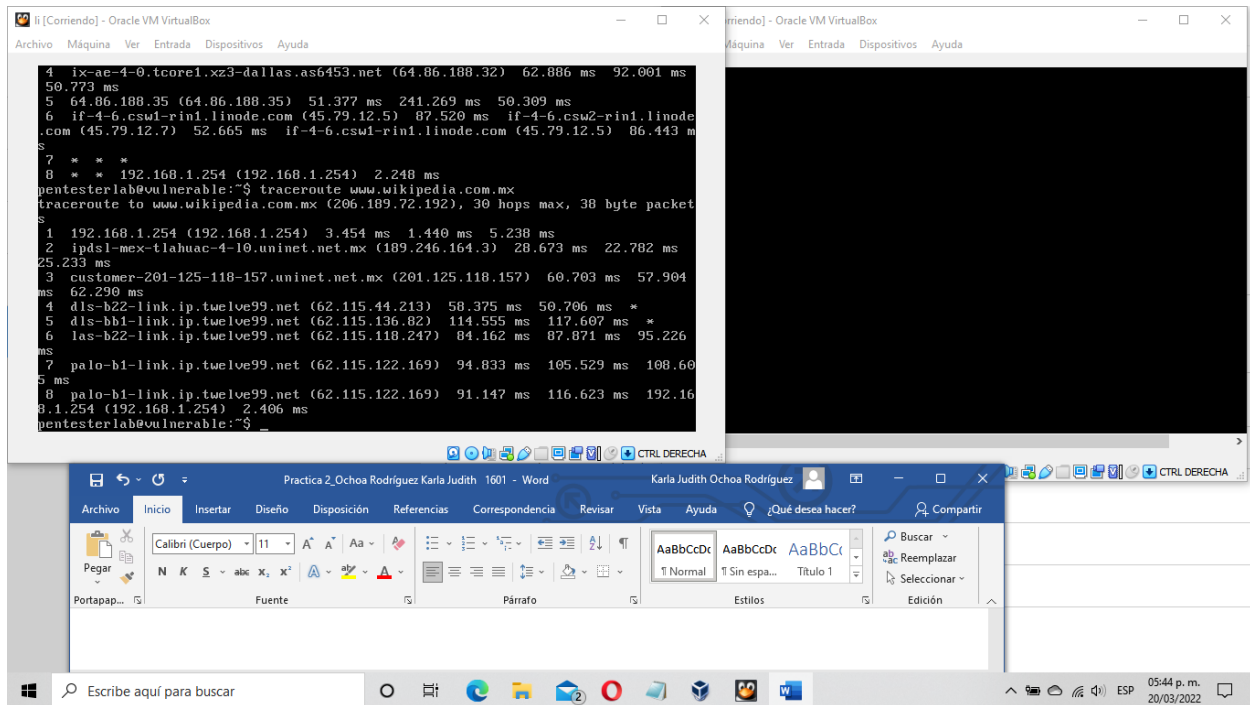 li [Corriendo] - Oracle VM VirtualBox
Archivo Máquina Ver Entrada Dispositivos Ayuda
4 ix-ae-4-0.tcore1.xz3-dallas.as6453.net (64.86.188.32) 62.886 ms 92.001 ms
50.773 ms
5 64.86.188.35 (64.86.188.35) 51.377 ms 241.269 ms 50.309 ms
6 if-4-6.csw1-rin1.linode.com (45.79.12.5) 87.520 ms if-4-6.csw2-rin1.linode
.com (45.79.12.7) 52.665 ms if-4-6.csw1-rin1.linode.com (45.79.12.5) 86.443 m
s
7 * * *
8 * * 192.168.1.254 (192.168.1.254) 2.248 ms
pentesterlab@vulnerable:~$ traceroute www.wikipedia.com.mx
traceroute to www.wikipedia.com.mx (206.189.72.192), 30 hops max, 38 byte packet
s
1 192.168.1.254 (192.168.1.254) 3.454 ms 1.440 ms 5.238 ms
2 ipdsl-mex-tlahuac-4-l0.uninet.net.mx (189.246.164.3) 28.673 ms 22.782 ms
25.233 ms
3 customer-201-125-118-157.uninet.net.mx (201.125.118.157) 60.703 ms 57.904
ms 62.290 ms
4 dls-b22-link.ip.twelve99.net (62.115.44.213) 58.375 ms 50.706 ms *
5 dls-bb1-link.ip.twelve99.net (62.115.136.82) 114.555 ms 117.607 ms *
6 las-b22-link.ip.twelve99.net (62.115.118.247) 84.162 ms 87.871 ms 95.226
ms
7 palo-b1-link.ip.twelve99.net (62.115.122.169) 94.833 ms 105.529 ms 108.60
5 ms
8 palo-b1-link.ip.twelve99.net (62.115.122.169) 91.147 ms 116.623 ms 192.16
8.1.254 (192.168.1.254) 2.406 ms
pentesterlab@vulnerable:~$ _
CTRL DERECHA
rriendo] - Oracle VM VirtualBox
Máquina Ver Entrada Dispositivos Ayuda
CTRL DERECHA
Practica 2_Ochoa Rodríguez Karla Judith 1601 - Word
Karla Judith Ochoa Rodríguez
Archivo Inicio Insertar Diseño Disposición Referencias Correspondencia Revisar Vista Ayuda ¿Qué desea hacer? Compartir
Pegar
Calibri (Cuerpo) 11 A A Aa
N K S abc x₂ x² A ab A
AaBbCcDc AaBbCcDc AaBbC
¶ Normal ¶ Sin espa... Título 1
Buscar
Reemplazar
Seleccionar
Portapap... Fuente Párrafo Estilos Edición
Escribe aquí para buscar
2
ESP
05:44 p. m.
20/03/2022